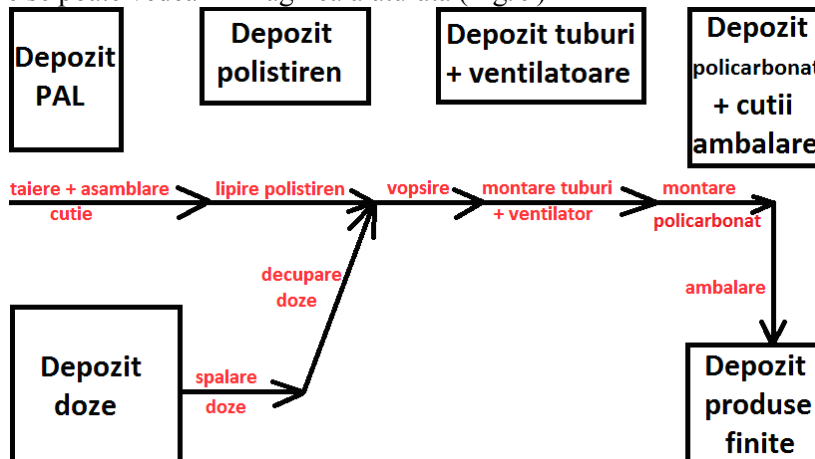 Depozit
PAL
Depozit
polistiren
Depozit tuburi
+ ventilatoare
Depozit
policarbonat
+ cutii
ambalare
taiere + asamblare
cutie
lipire polistiren
vopsire
montare tuburi
+ ventilator
montare
policarbonat
decupare
doze
ambalare
Depozit
doze
spalare
doze
Depozit
produse
finite